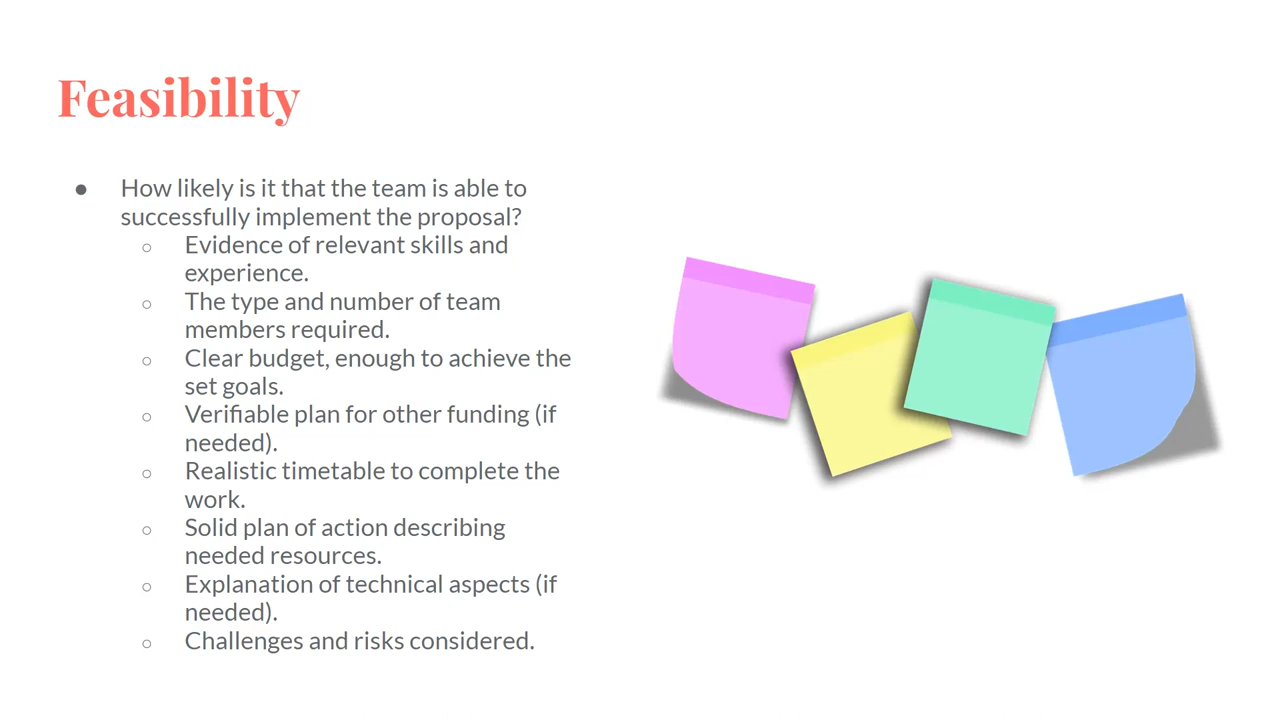 Feasibility
● How likely is it that the team is able to
successfully implement the proposal?
○ Evidence of relevant skills and
experience.
○ The type and number of team
members required.
○ Clear budget, enough to achieve the
set goals.
○ Verifiable plan for other funding (if
needed).
○ Realistic timetable to complete the
work.
○ Solid plan of action describing
needed resources.
○ Explanation of technical aspects (if
needed).
○ Challenges and risks considered.